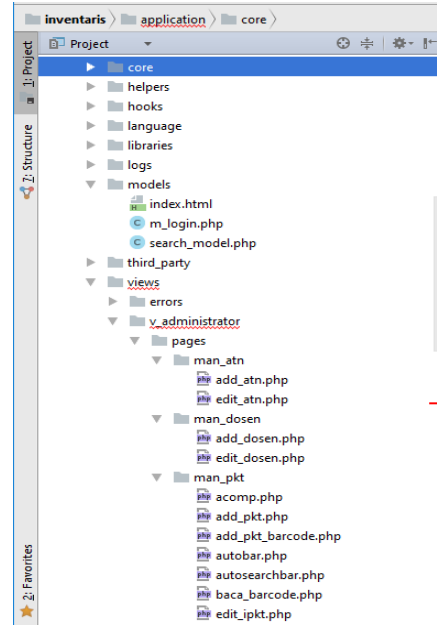 inventaris application core
1: Project
Project
core
helpers
hooks
language
libraries
logs
models
index.html
m_login.php
search_model.php
third_party
views
errors
v_administrator
pages
man_atn
add_atn.php
edit_atn.php
man_dosen
add_dosen.php
edit_dosen.php
man_pkt
acomp.php
add_pkt.php
add_pkt_barcode.php
autobar.php
autosearchbar.php
baca_barcode.php
edit_ipkt.php
7: Structure
2: Favorites